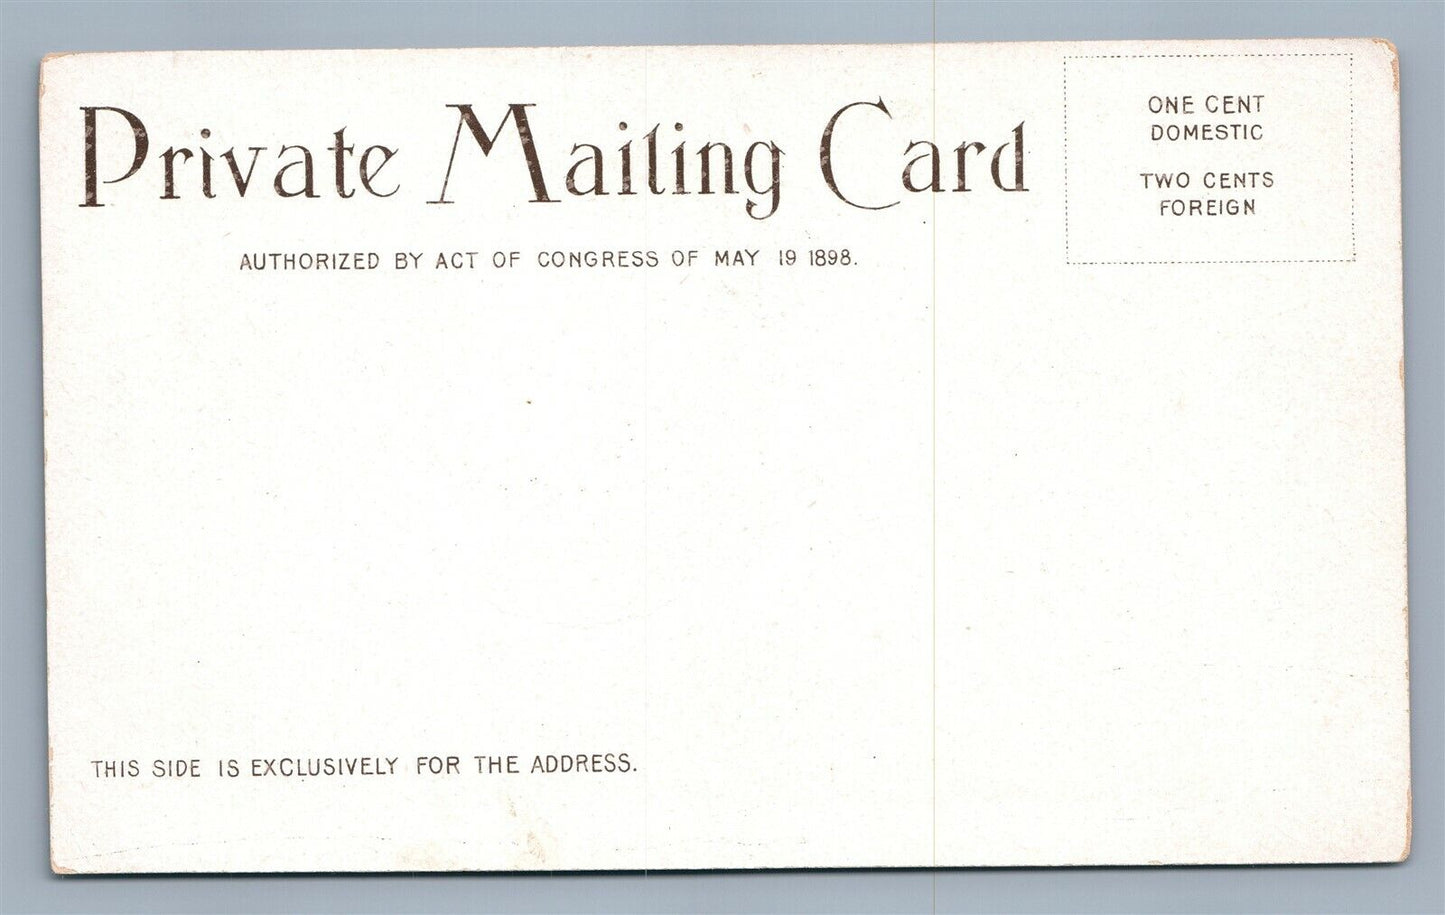 Private Mailing Card
ONE CENT
DOMESTIC
TWO CENTS
FOREIGN
AUTHORIZED BY ACT OF CONGRESS OF MAY 19 1898.
THIS SIDE IS EXCLUSIVELY FOR THE ADDRESS.